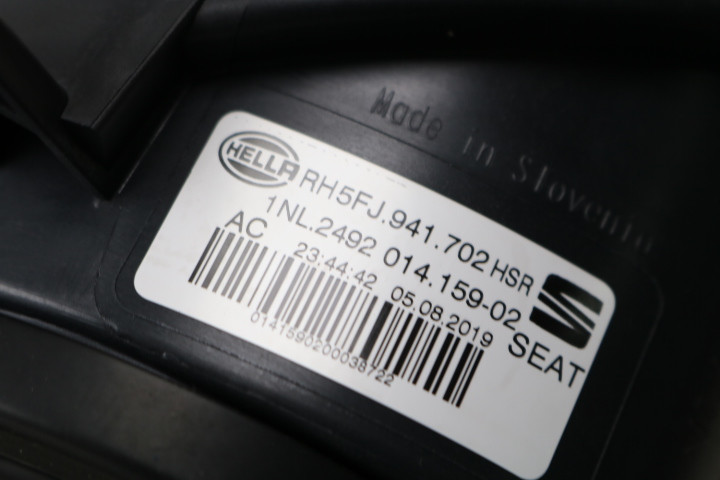 Made in Slovenia
HELLA RH5FJ.941.702 HSR
1NL.2492 014.159-02
AC 23:44:42 05.08.2019 SEAT
0141590200038722